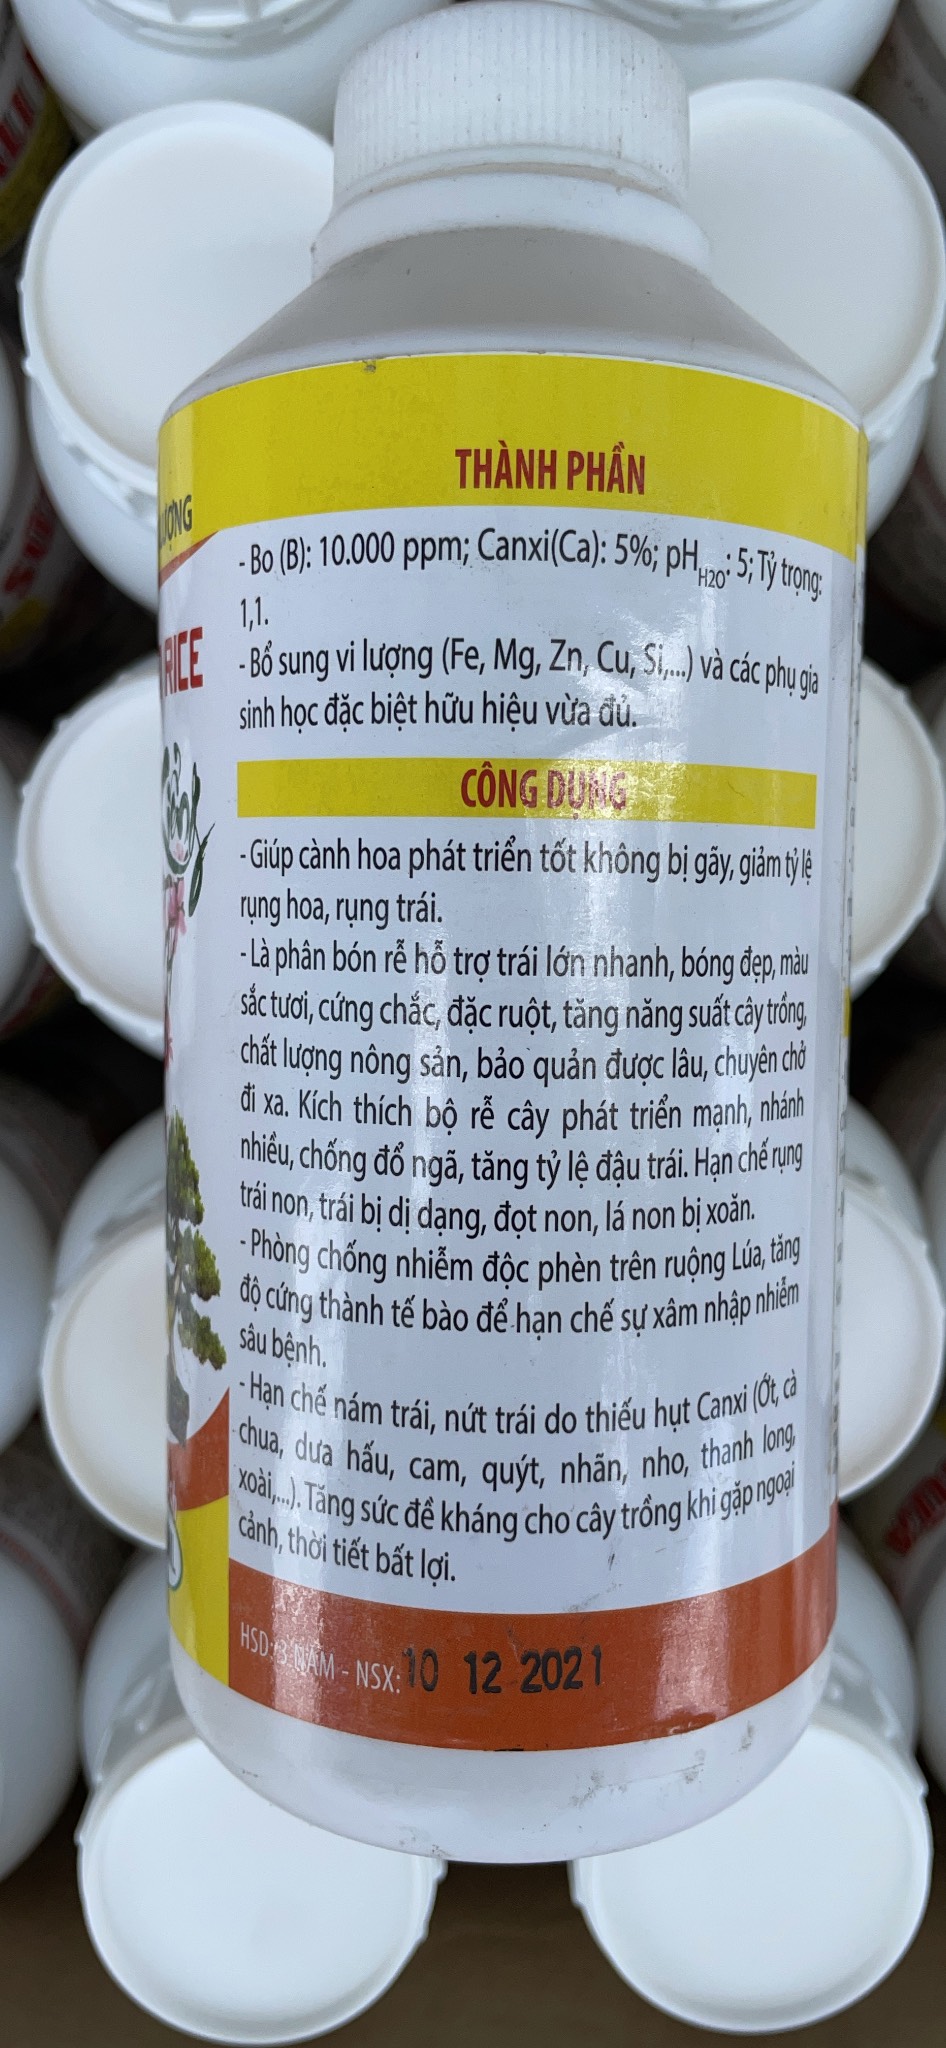 THÀNH PHẦN
- Bo (B): 10.000 ppm; Canxi(Ca): 5%; pHH2O: 5; Tỷ trọng:
1,1.
- Bổ sung vi lượng (Fe, Mg, Zn, Cu, Si,...) và các phụ gia
sinh học đặc biệt hữu hiệu vừa đủ.
CÔNG DỤNG
- Giúp cành hoa phát triển tốt không bị gãy, giảm tỷ lệ
rụng hoa, rụng trái.
- Là phân bón rễ hỗ trợ trái lớn nhanh, bóng đẹp, màu
sắc tươi, cứng chắc, đặc ruột, tăng năng suất cây trồng,
chất lượng nông sản, bảo quản được lâu, chuyên chở
đi xa. Kích thích bộ rễ cây phát triển mạnh, nhánh
nhiều, chống đổ ngã, tăng tỷ lệ đậu trái. Hạn chế rụng
trái non, trái bị dị dạng, đọt non, lá non bị xoăn.
- Phòng chống nhiễm độc phèn trên ruộng Lúa, tăng
độ cứng thành tế bào để hạn chế sự xâm nhập nhiễm
sâu bệnh.
- Hạn chế nám trái, nứt trái do thiếu hụt Canxi (Ớt, cà
chua, dưa hấu, cam, quýt, nhãn, nho, thanh long,
xoài,...). Tăng sức đề kháng cho cây trồng khi gặp ngoại
cảnh, thời tiết bất lợi.
HSD: 3 NĂM - NSX: 10 12 2021
RICE